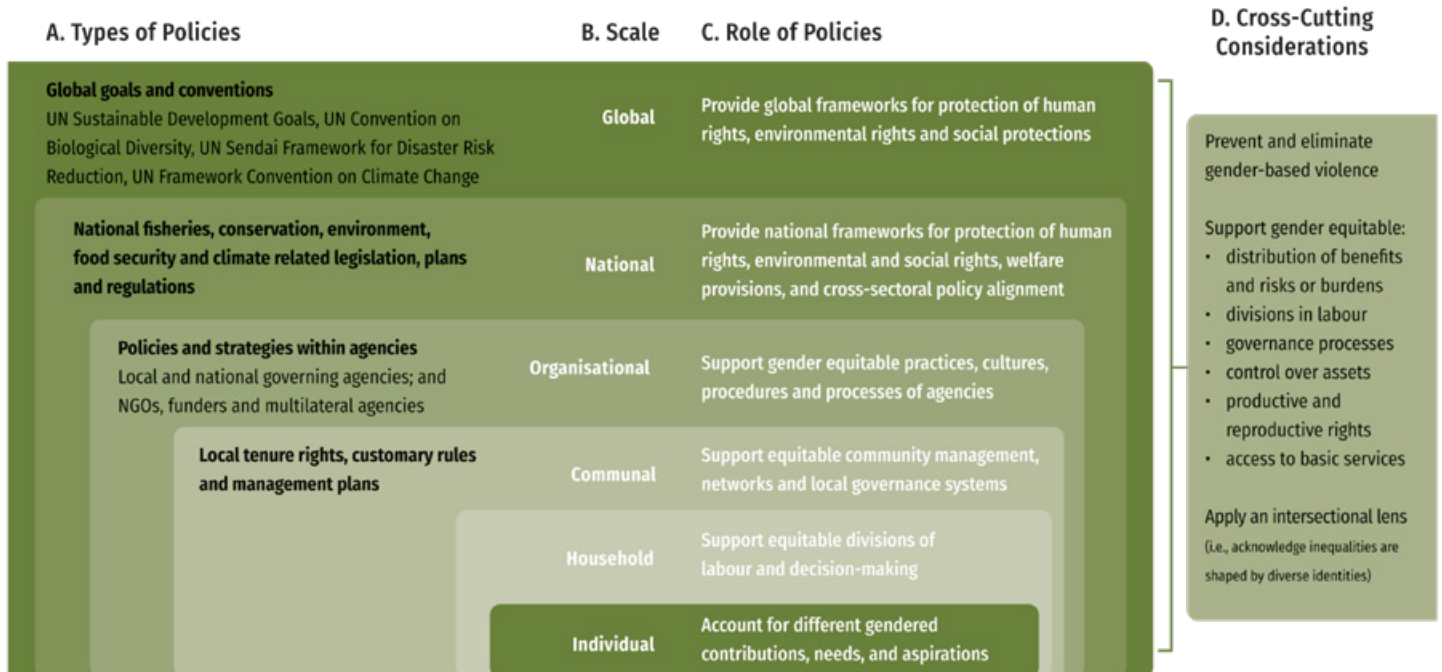 A. Types of Policies
B. Scale
C. Role of Policies
D. Cross-Cutting
Considerations
Global goals and conventions
UN Sustainable Development Goals, UN Convention on
Biological Diversity, UN Sendai Framework for Disaster Risk
Reduction, UN Framework Convention on Climate Change
Global
Provide global frameworks for protection of human
rights, environmental rights and social protections
National fisheries, conservation, environment,
food security and climate related legislation, plans
and regulations
National
Provide national frameworks for protection of human
rights, environmental and social rights, welfare
provisions, and cross-sectoral policy alignment
Policies and strategies within agencies
Local and national governing agencies; and
NGOs, funders and multilateral agencies
Organisational
Support gender equitable practices, cultures,
procedures and processes of agencies
Local tenure rights, customary rules
and management plans
Communal
Support equitable community management,
networks and local governance systems
Household
Support equitable divisions of
labour and decision-making
Individual
Account for different gendered
contributions, needs, and aspirations
Prevent and eliminate
gender-based violence
Support gender equitable:
• distribution of benefits
and risks or burdens
• divisions in labour
• governance processes
• control over assets
• productive and
reproductive rights
• access to basic services
Apply an intersectional lens
(i.e., acknowledge inequalities are
shaped by diverse identities)